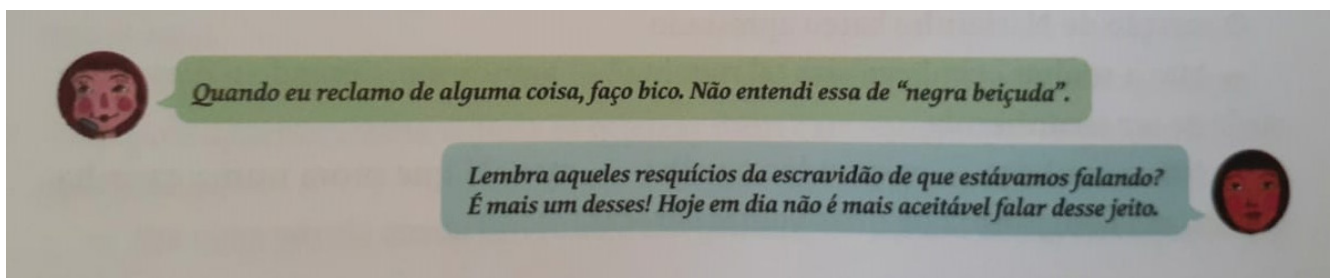 Quando eu reclamo de alguma coisa, faço bico. Não entendi essa de “negra beiçuda”.
Lembra aqueles resquícios da escravidão de que estávamos falando?
É mais um desses! Hoje em dia não é mais aceitável falar desse jeito.